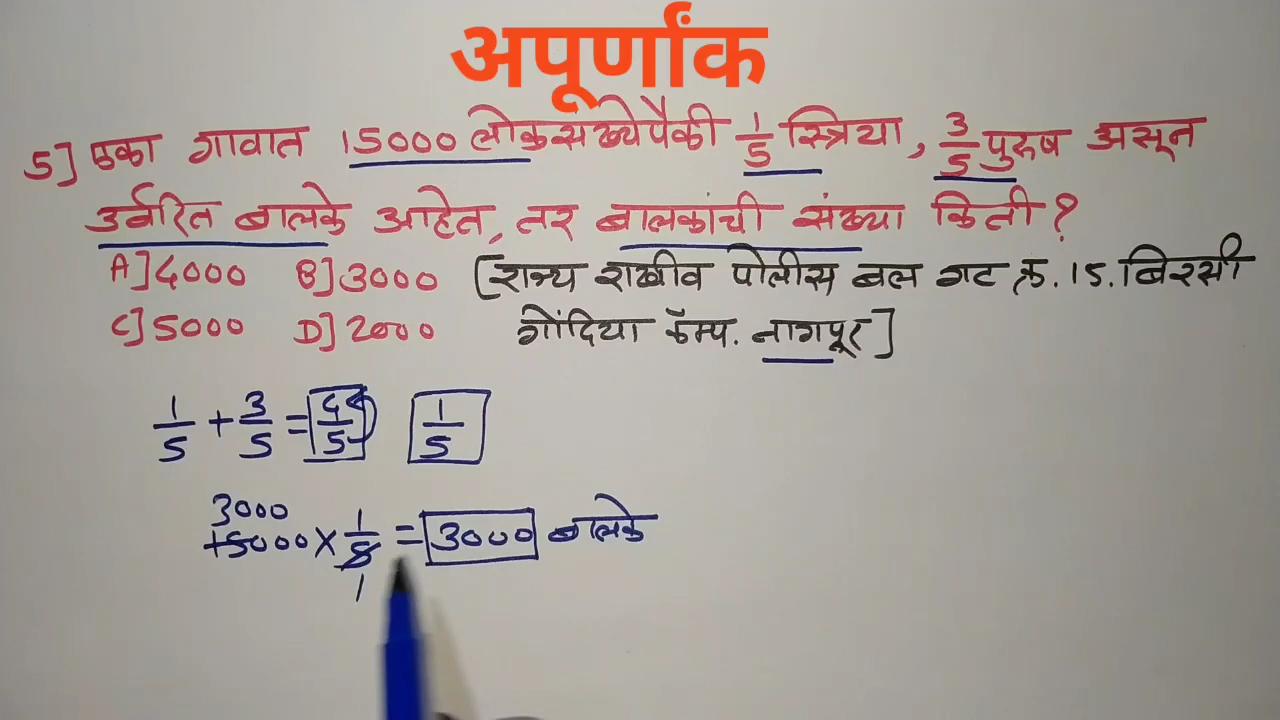 अपूर्णांक
5] एका गावात 15000 लोकसंख्येपैकी 1/5 स्त्रिया, 3/5 पुरुष असून
उर्वरित बालके आहेत, तर बालकांची संख्या किती?
A] 4000 B] 3000 [राज्य राखीव पोलीस बल गट क्र. 15. बिरसी
C] 5000 D] 2000 गोंदिया कॅम्प. नागपूर]
1/5 + 3/5 = 4/5 1/5
3000
15000 × 1/5 = 3000 बालके
1